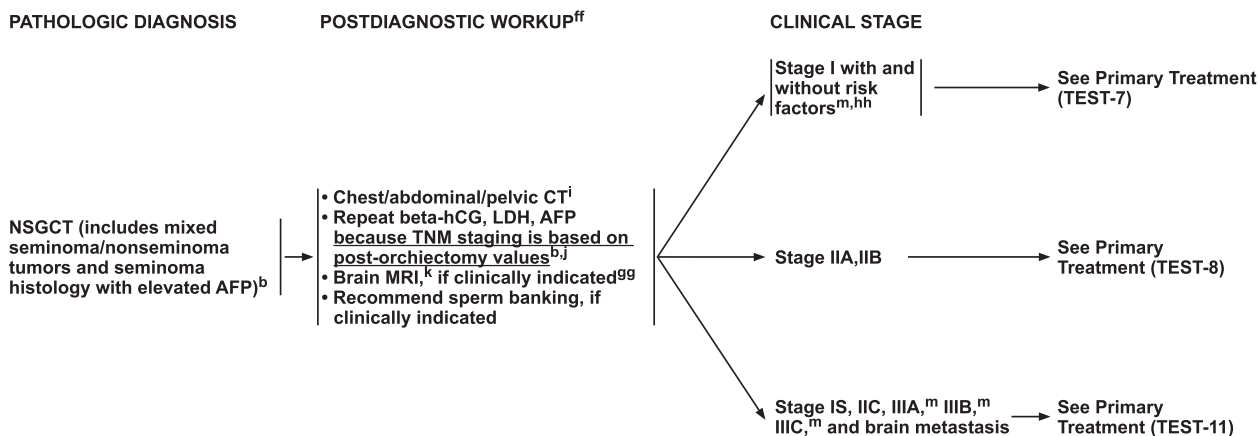 PATHOLOGIC DIAGNOSIS
POSTDIAGNOSTIC WORKUPff
CLINICAL STAGE
NSGCT (includes mixed
seminoma/nonseminoma
tumors and seminoma
histology with elevated AFP)b
• Chest/abdominal/pelvic CTi
• Repeat beta-hCG, LDH, AFP
because TNM staging is based on
post-orchiectomy valuesb,j
• Brain MRI,k if clinically indicatedgg
• Recommend sperm banking, if
clinically indicated
Stage I with and
without risk
factorsm,hh
See Primary Treatment
(TEST-7)
Stage IIA,IIB
See Primary
Treatment (TEST-8)
Stage IS, IIC, IIIA,m IIIB,m
IIIC,m and brain metastasis
See Primary
Treatment (TEST-11)